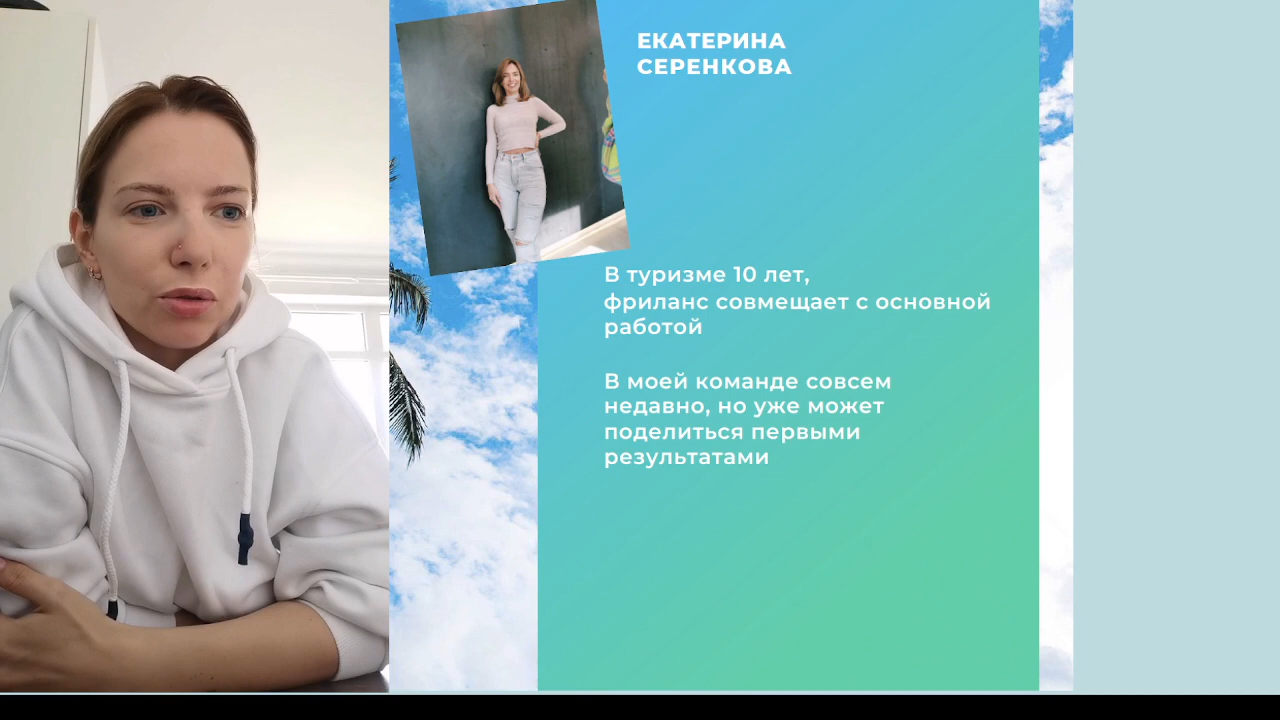 ЕКАТЕРИНА
СЕРЕНКОВА
В туризме 10 лет,
фриланс совмещает с основной
работой
В моей команде совсем
недавно, но уже может
поделиться первыми
результатами